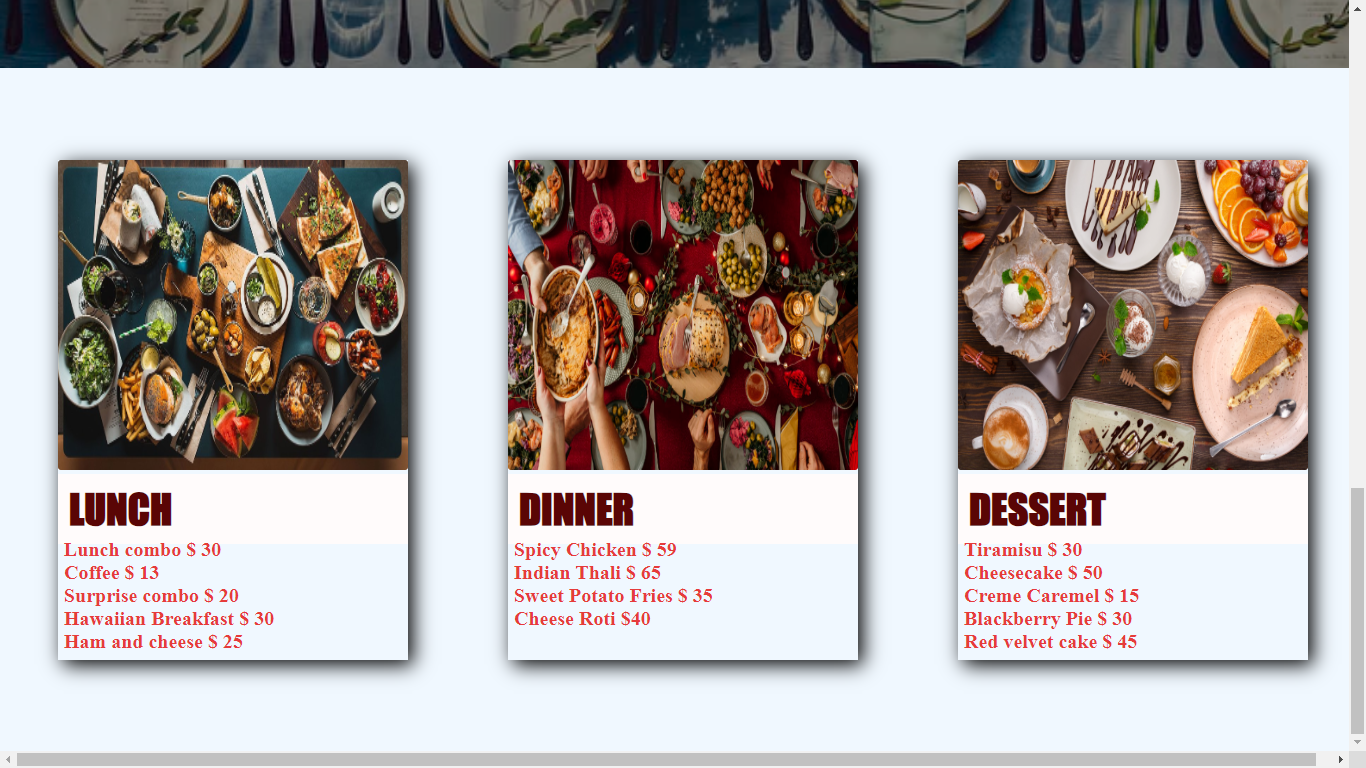 LUNCH
Lunch combo $ 30
Coffee $ 13
Surprise combo $ 20
Hawaiian Breakfast $ 30
Ham and cheese $ 25
DINNER
Spicy Chicken $ 59
Indian Thali $ 65
Sweet Potato Fries $ 35
Cheese Roti $40
DESSERT
Tiramisu $ 30
Cheesecake $ 50
Creme Caremel $ 15
Blackberry Pie $ 30
Red velvet cake $ 45